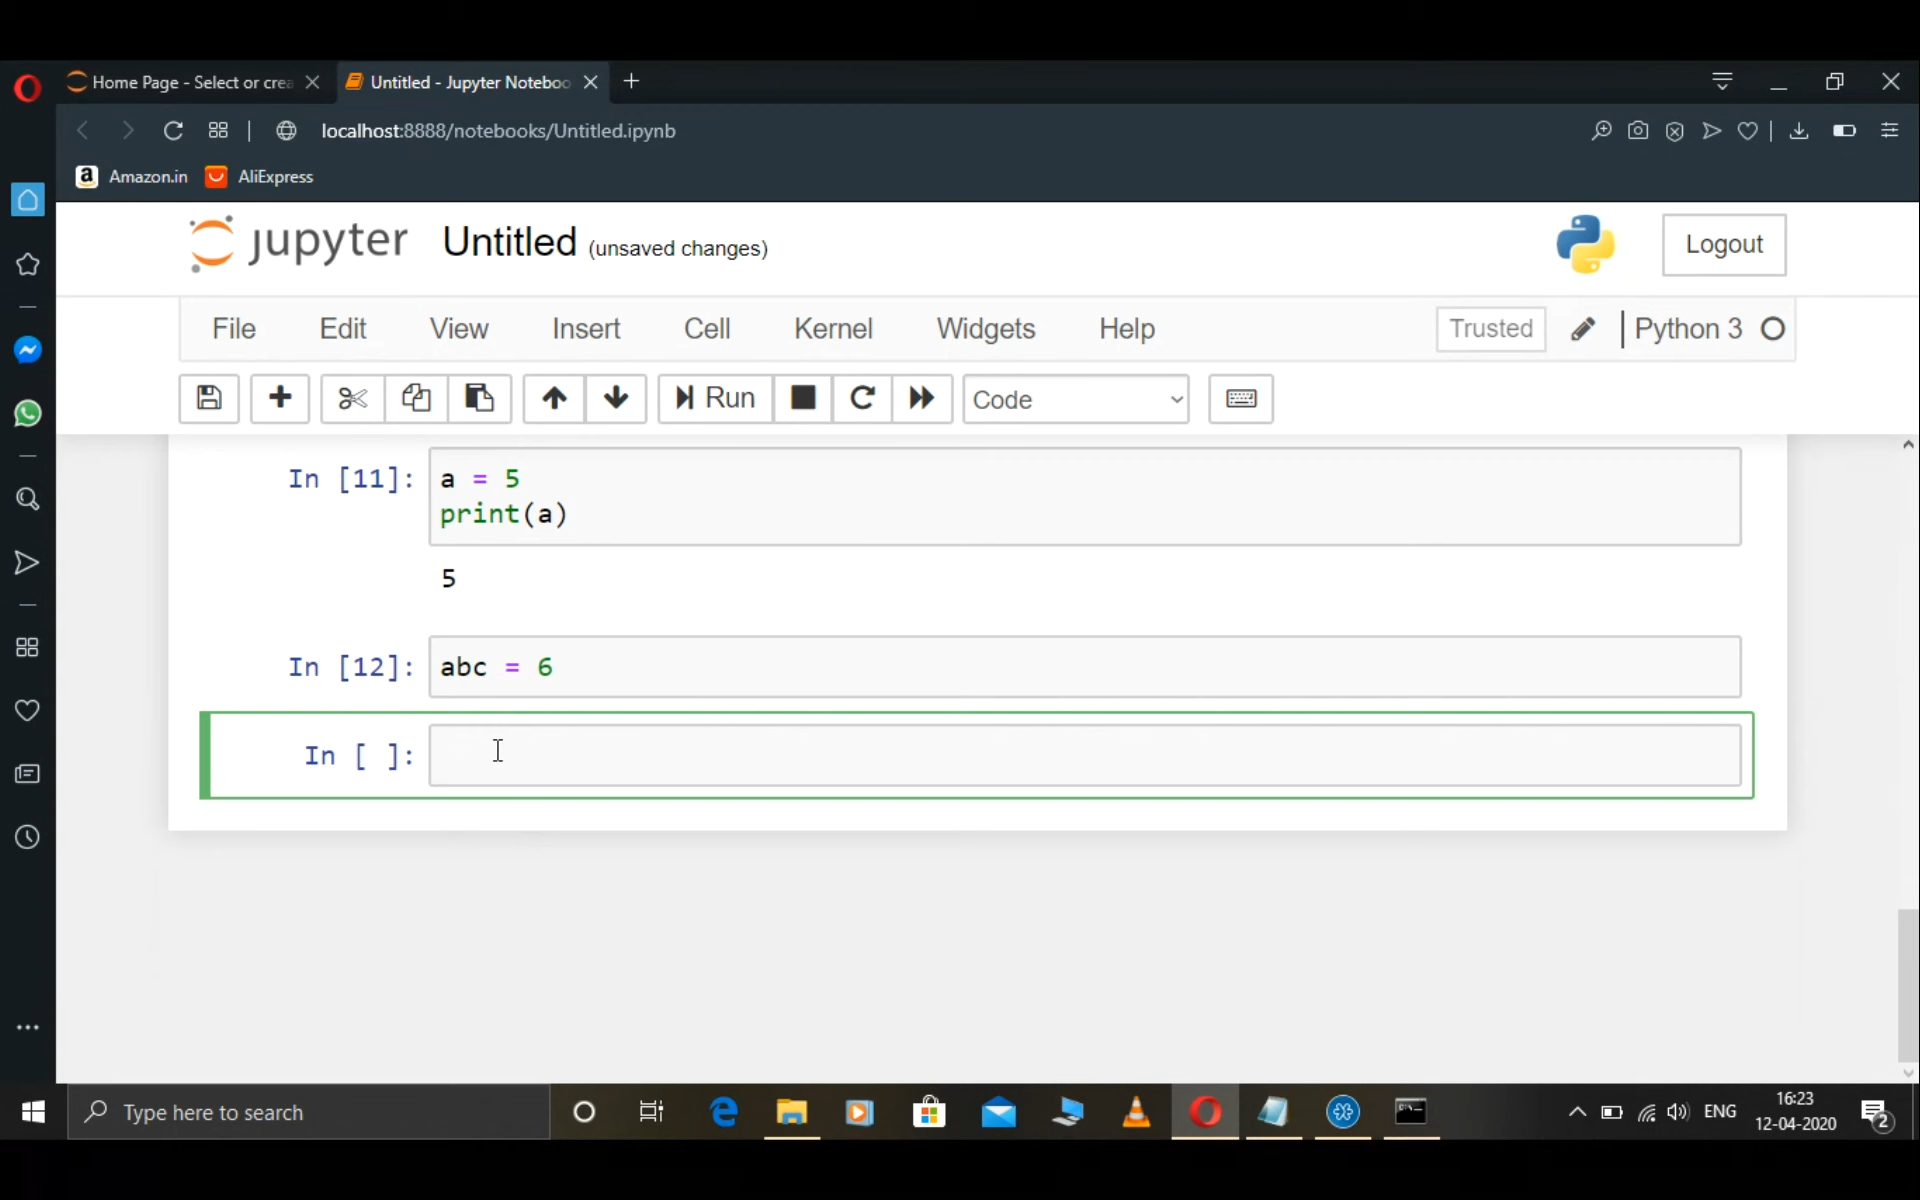 Home Page - Select or crea
Untitled - Jupyter Noteboo
localhost:8888/notebooks/Untitled.ipynb
a Amazon.in AliExpress
jupyter Untitled (unsaved changes)
Logout
File Edit View Insert Cell Kernel Widgets Help
Trusted Python 3
Run Code
In [11]: a = 5
print(a)
5
In [12]: abc = 6
In [ ]:
Type here to search
ENG
16:23
12-04-2020
2